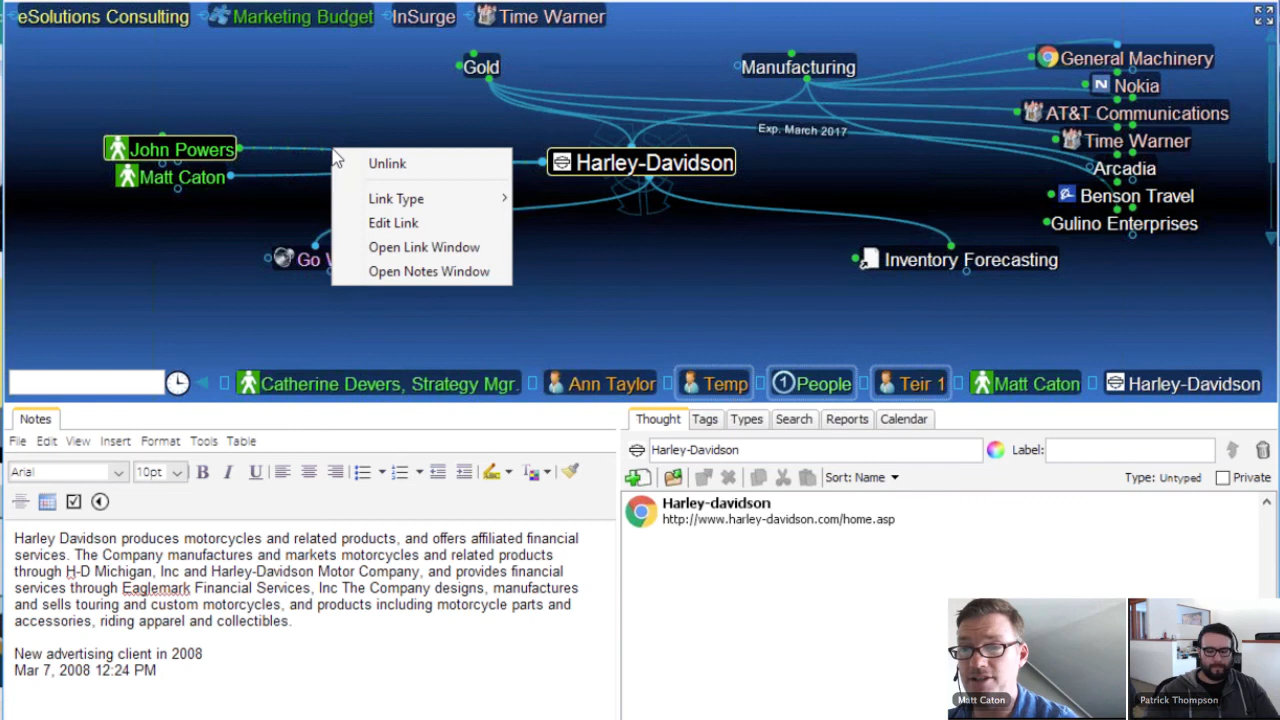 eSolutions Consulting
Marketing Budget
InSurge
Time Warner
Gold
Manufacturing
General Machinery
Nokia
AT&T Communications
Exp. March 2017
Time Warner
John Powers
Unlink
Harley-Davidson
Arcadia
Matt Caton
Link Type
Benson Travel
Edit Link
Gulino Enterprises
Open Link Window
Go
Open Notes Window
Inventory Forecasting
Catherine Devers, Strategy Mgr.
Ann Taylor
Temp
1
People
Teir 1
Matt Caton
Harley-Davidson
Notes
File Edit View Insert Format Tools Table
Arial
10pt
B I U
Harley Davidson produces motorcycles and related products, and offers affiliated financial
services. The Company manufactures and markets motorcycles and related products
through H-D Michigan, Inc and Harley-Davidson Motor Company, and provides financial
services through Eaglemark Financial Services, Inc The Company designs, manufactures
and sells touring and custom motorcycles, and products including motorcycle parts and
accessories, riding apparel and collectibles.
New advertising client in 2008
Mar 7, 2008 12:24 PM
Thought Tags Types Search Reports Calendar
Harley-Davidson
Label:
Sort: Name
Type: Untyped
Private
Harley-davidson
http://www.harley-davidson.com/home.asp
Matt Caton
Patrick Thompson